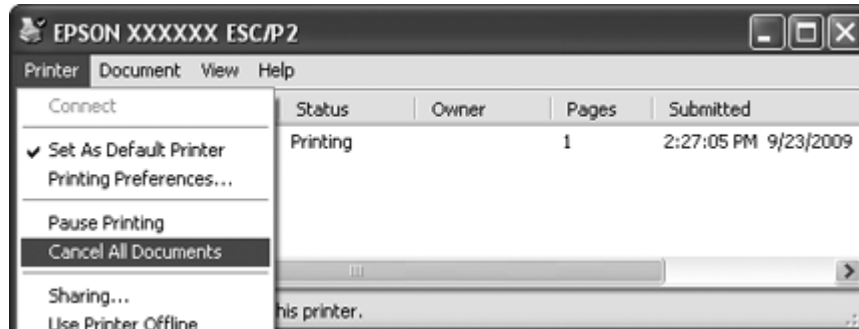 EPSON XXXXXX ESC/P2
Printer Document View Help
Connect
Set As Default Printer
Printing Preferences...
Pause Printing
Cancel All Documents
Sharing...
Use Printer Offline
Status Owner Pages Submitted
Printing 1 2:27:05 PM 9/23/2009
his printer.